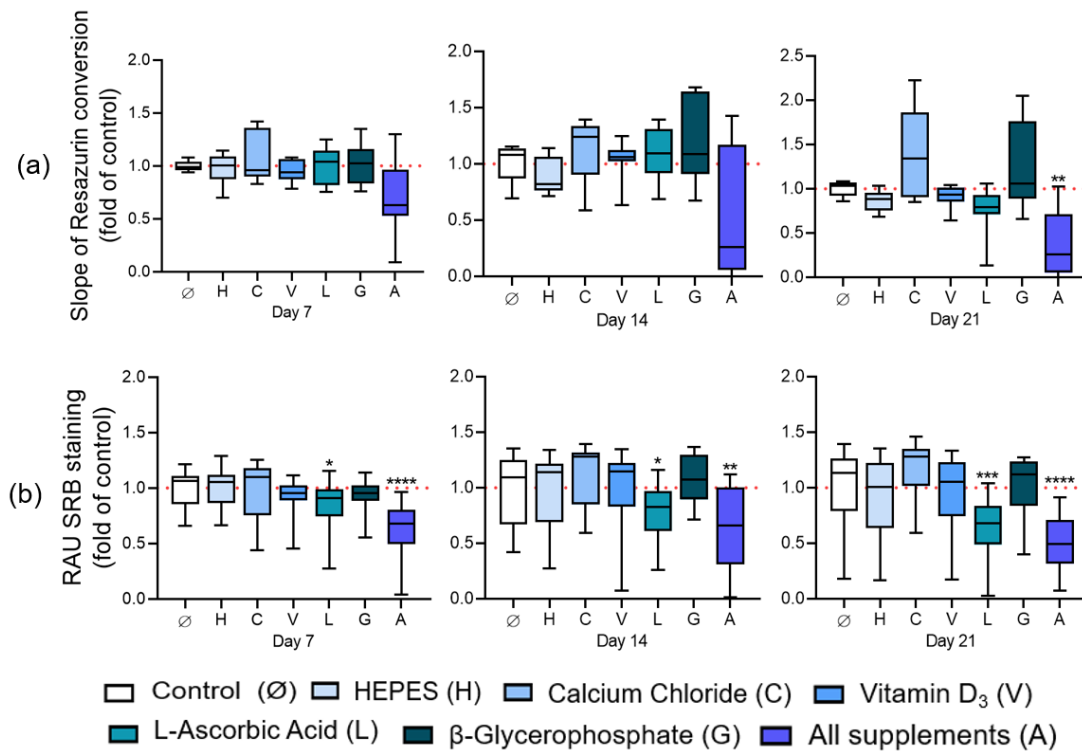 (a)
Slope of Resazurin conversion
(fold of control)
2.0
1.5
1.0
0.5
0.0
Ø H C V L G A
Day 7
2.0
1.5
1.0
0.5
0.0
Ø H C V L G A
Day 14
2.5
2.0
1.5
1.0
0.5
0.0
**
Ø H C V L G A
Day 21
(b)
RAU SRB staining
(fold of control)
2.0
1.5
1.0
0.5
0.0
* ****
Ø H C V L G A
Day 7
2.0
1.5
1.0
0.5
0.0
* **
Ø H C V L G A
Day 14
2.0
1.5
1.0
0.5
0.0
*** ****
Ø H C V L G A
Day 21
Control (Ø) HEPES (H) Calcium Chloride (C) Vitamin D₃ (V)
L-Ascorbic Acid (L) β-Glycerophosphate (G) All supplements (A)